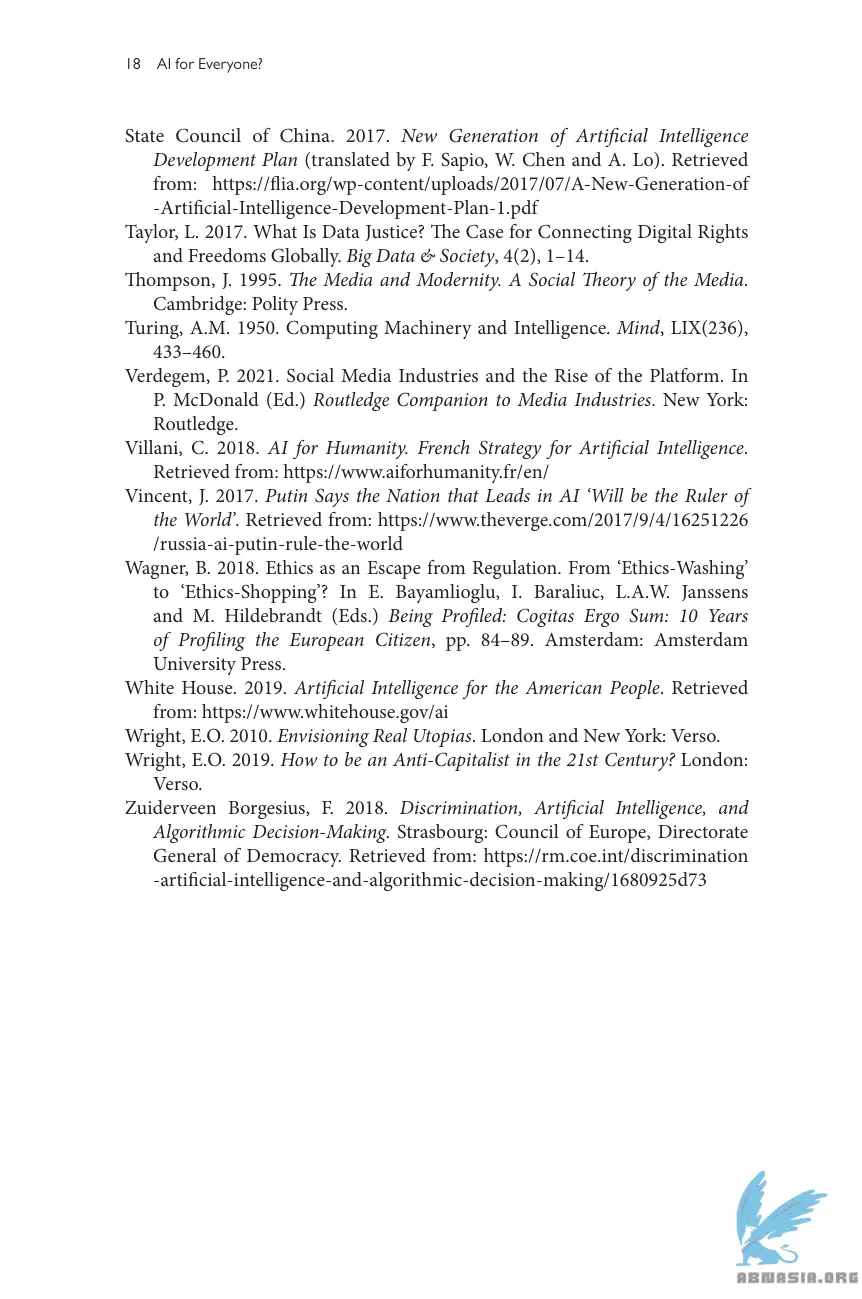 18 AI for Everyone?
State Council of China. 2017. New Generation of Artificial Intelligence
Development Plan (translated by F. Sapio, W. Chen and A. Lo). Retrieved
from: https://flia.org/wp-content/uploads/2017/07/A-New-Generation-of
-Artificial-Intelligence-Development-Plan-1.pdf
Taylor, L. 2017. What Is Data Justice? The Case for Connecting Digital Rights
and Freedoms Globally. Big Data & Society, 4(2), 1–14.
Thompson, J. 1995. The Media and Modernity. A Social Theory of the Media.
Cambridge: Polity Press.
Turing, A.M. 1950. Computing Machinery and Intelligence. Mind, LIX(236),
433–460.
Verdegem, P. 2021. Social Media Industries and the Rise of the Platform. In
P. McDonald (Ed.) Routledge Companion to Media Industries. New York:
Routledge.
Villani, C. 2018. AI for Humanity. French Strategy for Artificial Intelligence.
Retrieved from: https://www.aiforhumanity.fr/en/
Vincent, J. 2017. Putin Says the Nation that Leads in AI ‘Will be the Ruler of
the World’. Retrieved from: https://www.theverge.com/2017/9/4/16251226
/russia-ai-putin-rule-the-world
Wagner, B. 2018. Ethics as an Escape from Regulation. From ‘Ethics-Washing’
to ‘Ethics-Shopping’? In E. Bayamlioglu, I. Baraliuc, L.A.W. Janssens
and M. Hildebrandt (Eds.) Being Profiled: Cogitas Ergo Sum: 10 Years
of Profiling the European Citizen, pp. 84–89. Amsterdam: Amsterdam
University Press.
White House. 2019. Artificial Intelligence for the American People. Retrieved
from: https://www.whitehouse.gov/ai
Wright, E.O. 2010. Envisioning Real Utopias. London and New York: Verso.
Wright, E.O. 2019. How to be an Anti-Capitalist in the 21st Century? London:
Verso.
Zuiderveen Borgesius, F. 2018. Discrimination, Artificial Intelligence, and
Algorithmic Decision-Making. Strasbourg: Council of Europe, Directorate
General of Democracy. Retrieved from: https://rm.coe.int/discrimination
-artificial-intelligence-and-algorithmic-decision-making/1680925d73
ABNASIA.ORG